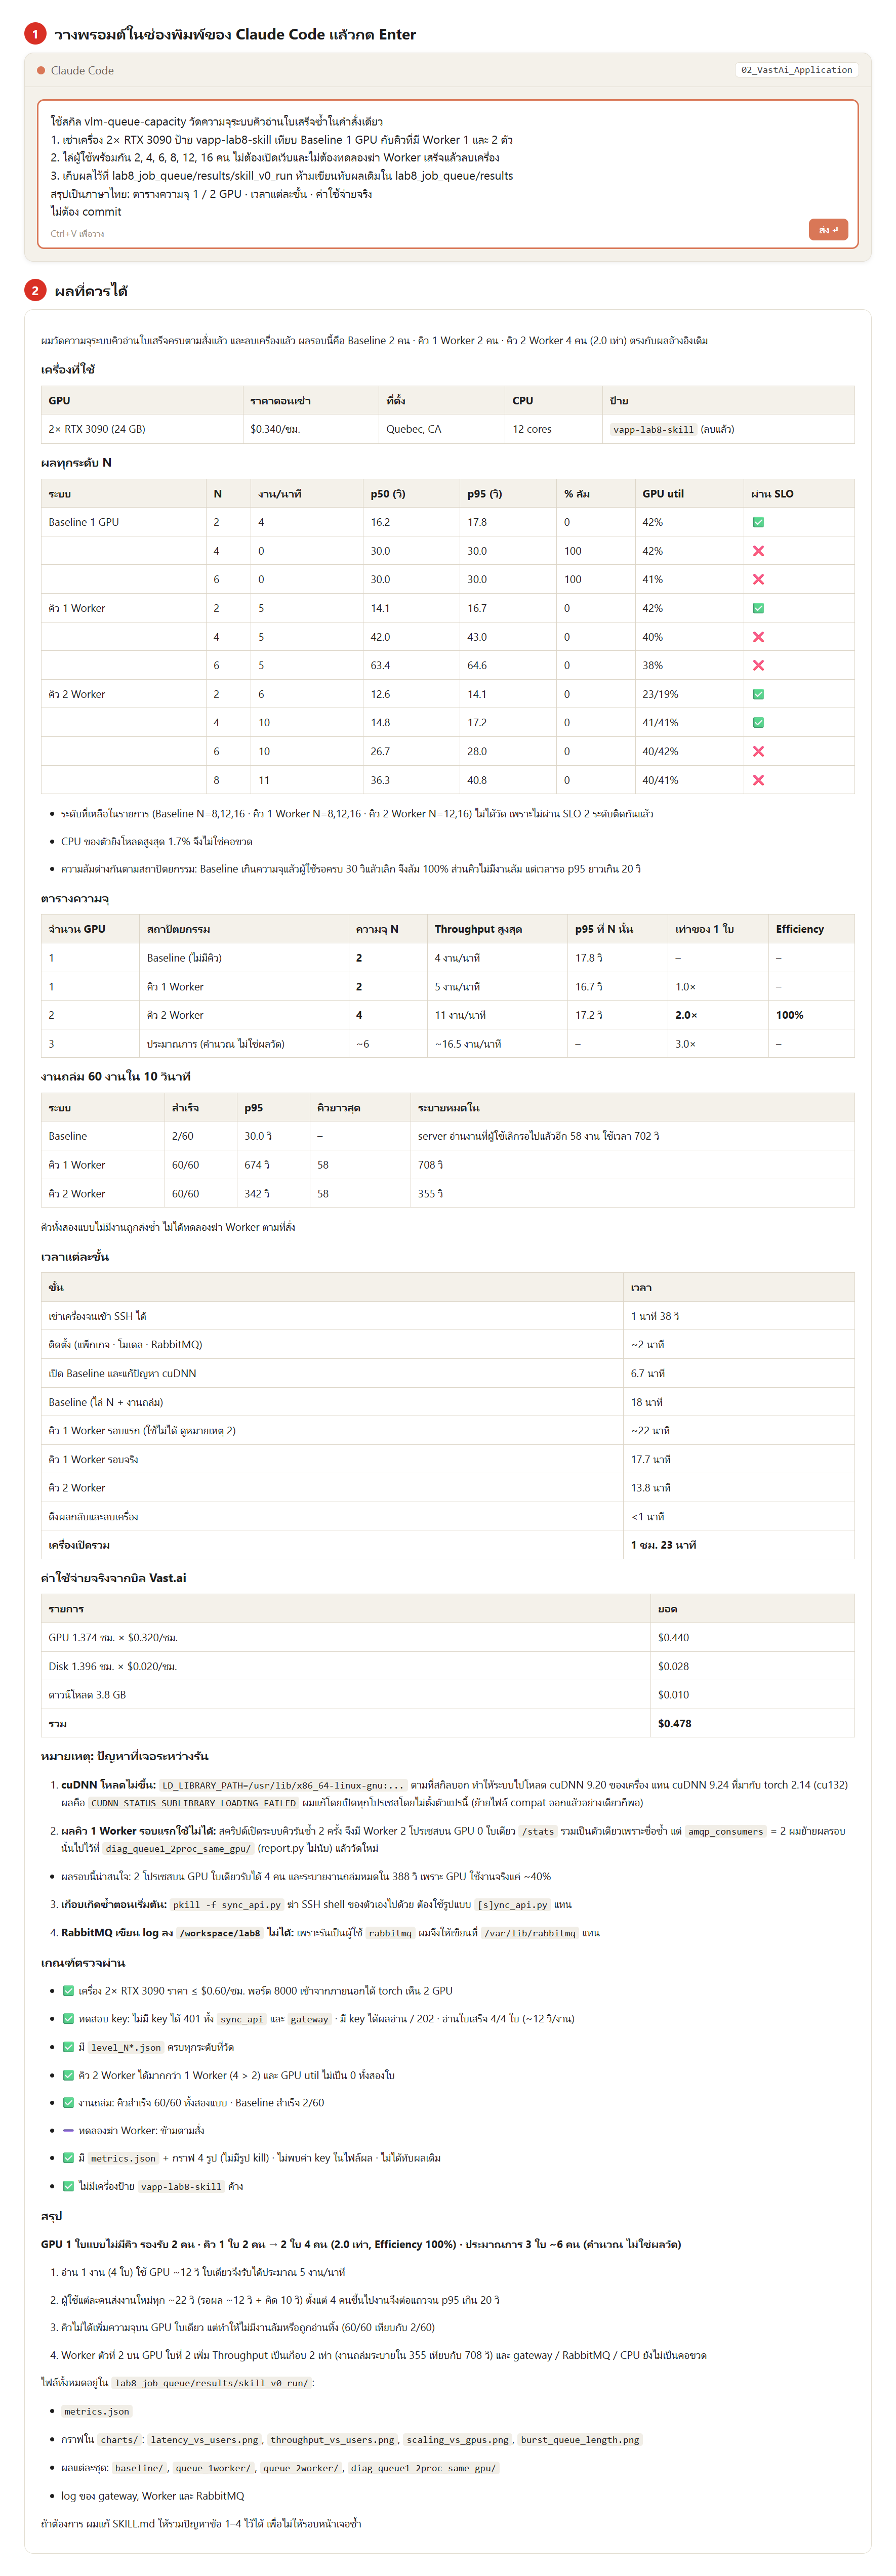 1 วางพรอมต์ในช่องพิมพ์ของ Claude Code แล้วกด Enter
Claude Code 02_VastAi_Application
ใช้สกิล vlm-queue-capacity วัดความจุระบบคิวอ่านใบเสร็จซ้ำในคำสั่งเดียว
1. เช่าเครื่อง 2× RTX 3090 ป้าย vapp-lab8-skill เทียบ Baseline 1 GPU กับคิวที่มี Worker 1 และ 2 ตัว
2. ไล่ผู้ใช้พร้อมกัน 2, 4, 6, 8, 12, 16 คน ไม่ต้องเปิดเว็บและไม่ต้องทดลองฆ่า Worker เสร็จแล้วลบเครื่อง
3. เก็บผลไว้ที่ lab8_job_queue/results/skill_v0_run ห้ามเขียนทับผลเดิมใน lab8_job_queue/results
สรุปเป็นภาษาไทย: ตารางความจุ 1 / 2 GPU · เวลาแต่ละขั้น · ค่าใช้จ่ายจริง
ไม่ต้อง commit
Ctrl+V เพื่อวาง ส่ง ⏎
2 ผลที่ควรได้
ผมวัดความจุระบบคิวอ่านใบเสร็จครบตามสั่งแล้ว และลบเครื่องแล้ว ผลรอบนี้คือ Baseline 2 คน · คิว 1 Worker 2 คน · คิว 2 Worker 4 คน (2.0 เท่า) ตรงกับผลอ้างอิงเดิม
เครื่องที่ใช้
GPU ราคาตอนเช่า ที่ตั้ง CPU ป้าย
2× RTX 3090 (24 GB) $0.340/ชม. Quebec, CA 12 cores vapp-lab8-skill (ลบแล้ว)
ผลทุกระดับ N
ระบบ N งาน/นาที p50 (วิ) p95 (วิ) % ล้ม GPU util ผ่าน SLO
Baseline 1 GPU 2 4 16.2 17.8 0 42% ✅
4 0 30.0 30.0 100 42% ❌
6 0 30.0 30.0 100 41% ❌
คิว 1 Worker 2 5 14.1 16.7 0 42% ✅
4 5 42.0 43.0 0 40% ❌
6 5 63.4 64.6 0 38% ❌
คิว 2 Worker 2 6 12.6 14.1 0 23/19% ✅
4 10 14.8 17.2 0 41/41% ✅
6 10 26.7 28.0 0 40/42% ❌
8 11 36.3 40.8 0 40/41% ❌
• ระดับที่เหลือในรายการ (Baseline N=8,12,16 · คิว 1 Worker N=8,12,16 · คิว 2 Worker N=12,16) ไม่ได้วัด เพราะไม่ผ่าน SLO 2 ระดับติดกันแล้ว
• CPU ของตัวยิงโหลดสูงสุด 1.7% จึงไม่ใช่คอขวด
• ความล้มต่างกันตามสถาปัตยกรรม: Baseline เกินความจุแล้วผู้ใช้รอครบ 30 วิแล้วเลิก จึงล้ม 100% ส่วนคิวไม่มีงานล้ม แต่เวลารอ p95 ยาวเกิน 20 วิ
ตารางความจุ
จำนวน GPU สถาปัตยกรรม ความจุ N Throughput สูงสุด p95 ที่ N นั้น เท่าของ 1 ใบ Efficiency
1 Baseline (ไม่มีคิว) 2 4 งาน/นาที 17.8 วิ – –
1 คิว 1 Worker 2 5 งาน/นาที 16.7 วิ 1.0× –
2 คิว 2 Worker 4 11 งาน/นาที 17.2 วิ 2.0× 100%
3 ประมาณการ (คำนวณ ไม่ใช่ผลวัด) ~6 ~16.5 งาน/นาที – 3.0× –
งานถล่ม 60 งานใน 10 วินาที
ระบบ สำเร็จ p95 คิวยาวสุด ระบายหมดใน
Baseline 2/60 30.0 วิ – server อ่านงานที่ผู้ใช้เลิกรอไปแล้วอีก 58 งาน ใช้เวลา 702 วิ
คิว 1 Worker 60/60 674 วิ 58 708 วิ
คิว 2 Worker 60/60 342 วิ 58 355 วิ
คิวทั้งสองแบบไม่มีงานถูกส่งซ้ำ ไม่ได้ทดลองฆ่า Worker ตามที่สั่ง
เวลาแต่ละขั้น
ขั้น เวลา
เช่าเครื่องจนเข้า SSH ได้ 1 นาที 38 วิ
ติดตั้ง (แพ็กเกจ · โมเดล · RabbitMQ) ~2 นาที
เปิด Baseline และแก้ปัญหา cuDNN 6.7 นาที
Baseline (ไล่ N + งานถล่ม) 18 นาที
คิว 1 Worker รอบแรก (ใช้ไม่ได้ ดูหมายเหตุ 2) ~22 นาที
คิว 1 Worker รอบจริง 17.7 นาที
คิว 2 Worker 13.8 นาที
ดึงผลกลับและลบเครื่อง <1 นาที
เครื่องเปิดรวม 1 ชม. 23 นาที
ค่าใช้จ่ายจริงจากบิล Vast.ai
รายการ ยอด
GPU 1.374 ชม. × $0.320/ชม. $0.440
Disk 1.396 ชม. × $0.020/ชม. $0.028
ดาวน์โหลด 3.8 GB $0.010
รวม $0.478
หมายเหตุ: ปัญหาที่เจอระหว่างรัน
1. cuDNN โหลดไม่ขึ้น: LD_LIBRARY_PATH=/usr/lib/x86_64-linux-gnu:... ตามที่สกิลบอก ทำให้ระบบไปโหลด cuDNN 9.20 ของเครื่อง แทน cuDNN 9.24 ที่มากับ torch 2.14 (cu132)
ผลคือ CUDNN_STATUS_SUBLIBRARY_LOADING_FAILED ผมแก้โดยเปิดทุกโปรเซสโดยไม่ตั้งตัวแปรนี้ (ย้ายไฟล์ compat ออกแล้วอย่างเดียวก็พอ)
2. ผลคิว 1 Worker รอบแรกใช้ไม่ได้: สคริปต์เปิดระบบคิวรันซ้ำ 2 ครั้ง จึงมี Worker 2 โปรเซสบน GPU 0 ใบเดียว /stats รวมเป็นตัวเดียวเพราะชื่อซ้ำ แต่ amqp_consumers = 2 ผมย้ายผลรอบ
นั้นไปไว้ที่ diag_queue1_2proc_same_gpu/ (report.py ไม่นับ) แล้ววัดใหม่
• ผลรอบนี้น่าสนใจ: 2 โปรเซสบน GPU ใบเดียวรับได้ 4 คน และระบายงานถล่มหมดใน 388 วิ เพราะ GPU ใช้งานจริงแค่ ~40%
3. เกือบเกิดซ้ำตอนเริ่มต้น: pkill -f sync_api.py ฆ่า SSH shell ของตัวเองไปด้วย ต้องใช้รูปแบบ [s]ync_api.py แทน
4. RabbitMQ เขียน log ลง /workspace/lab8 ไม่ได้: เพราะรันเป็นผู้ใช้ rabbitmq ผมจึงให้เขียนที่ /var/lib/rabbitmq แทน
เกณฑ์ตรวจผ่าน
• ✅ เครื่อง 2× RTX 3090 ราคา ≤ $0.60/ชม. พอร์ต 8000 เข้าจากภายนอกได้ torch เห็น 2 GPU
• ✅ ทดสอบ key: ไม่มี key ได้ 401 ทั้ง sync_api และ gateway · มี key ได้ผลอ่าน / 202 · อ่านใบเสร็จ 4/4 ใบ (~12 วิ/งาน)
• ✅ มี level_N*.json ครบทุกระดับที่วัด
• ✅ คิว 2 Worker ได้มากกว่า 1 Worker (4 > 2) และ GPU util ไม่เป็น 0 ทั้งสองใบ
• ✅ งานถล่ม: คิวสำเร็จ 60/60 ทั้งสองแบบ · Baseline สำเร็จ 2/60
• ➖ ทดลองฆ่า Worker: ข้ามตามสั่ง
• ✅ มี metrics.json + กราฟ 4 รูป (ไม่มีรูป kill) · ไม่พบค่า key ในไฟล์ผล · ไม่ได้ทับผลเดิม
• ✅ ไม่มีเครื่องป้าย vapp-lab8-skill ค้าง
สรุป
GPU 1 ใบแบบไม่มีคิว รองรับ 2 คน · คิว 1 ใบ 2 คน → 2 ใบ 4 คน (2.0 เท่า, Efficiency 100%) · ประมาณการ 3 ใบ ~6 คน (คำนวณ ไม่ใช่ผลวัด)
1. อ่าน 1 งาน (4 ใบ) ใช้ GPU ~12 วิ ใบเดียวจึงรับได้ประมาณ 5 งาน/นาที
2. ผู้ใช้แต่ละคนส่งงานใหม่ทุก ~22 วิ (รอผล ~12 วิ + คิด 10 วิ) ตั้งแต่ 4 คนขึ้นไปงานจึงต่อแถวจน p95 เกิน 20 วิ
3. คิวไม่ได้เพิ่มความจุบน GPU ใบเดียว แต่ทำให้ไม่มีงานล้มหรือถูกอ่านทิ้ง (60/60 เทียบกับ 2/60)
4. Worker ตัวที่ 2 บน GPU ใบที่ 2 เพิ่ม Throughput เป็นเกือบ 2 เท่า (งานถล่มระบายใน 355 เทียบกับ 708 วิ) และ gateway / RabbitMQ / CPU ยังไม่เป็นคอขวด
ไฟล์ทั้งหมดอยู่ใน lab8_job_queue/results/skill_v0_run/ :
• metrics.json
• กราฟใน charts/ : latency_vs_users.png , throughput_vs_users.png , scaling_vs_gpus.png , burst_queue_length.png
• ผลแต่ละชุด: baseline/ , queue_1worker/ , queue_2worker/ , diag_queue1_2proc_same_gpu/
• log ของ gateway, Worker และ RabbitMQ
ถ้าต้องการ ผมแก้ SKILL.md ให้รวมปัญหาข้อ 1–4 ไว้ได้ เพื่อไม่ให้รอบหน้าเจอซ้ำ